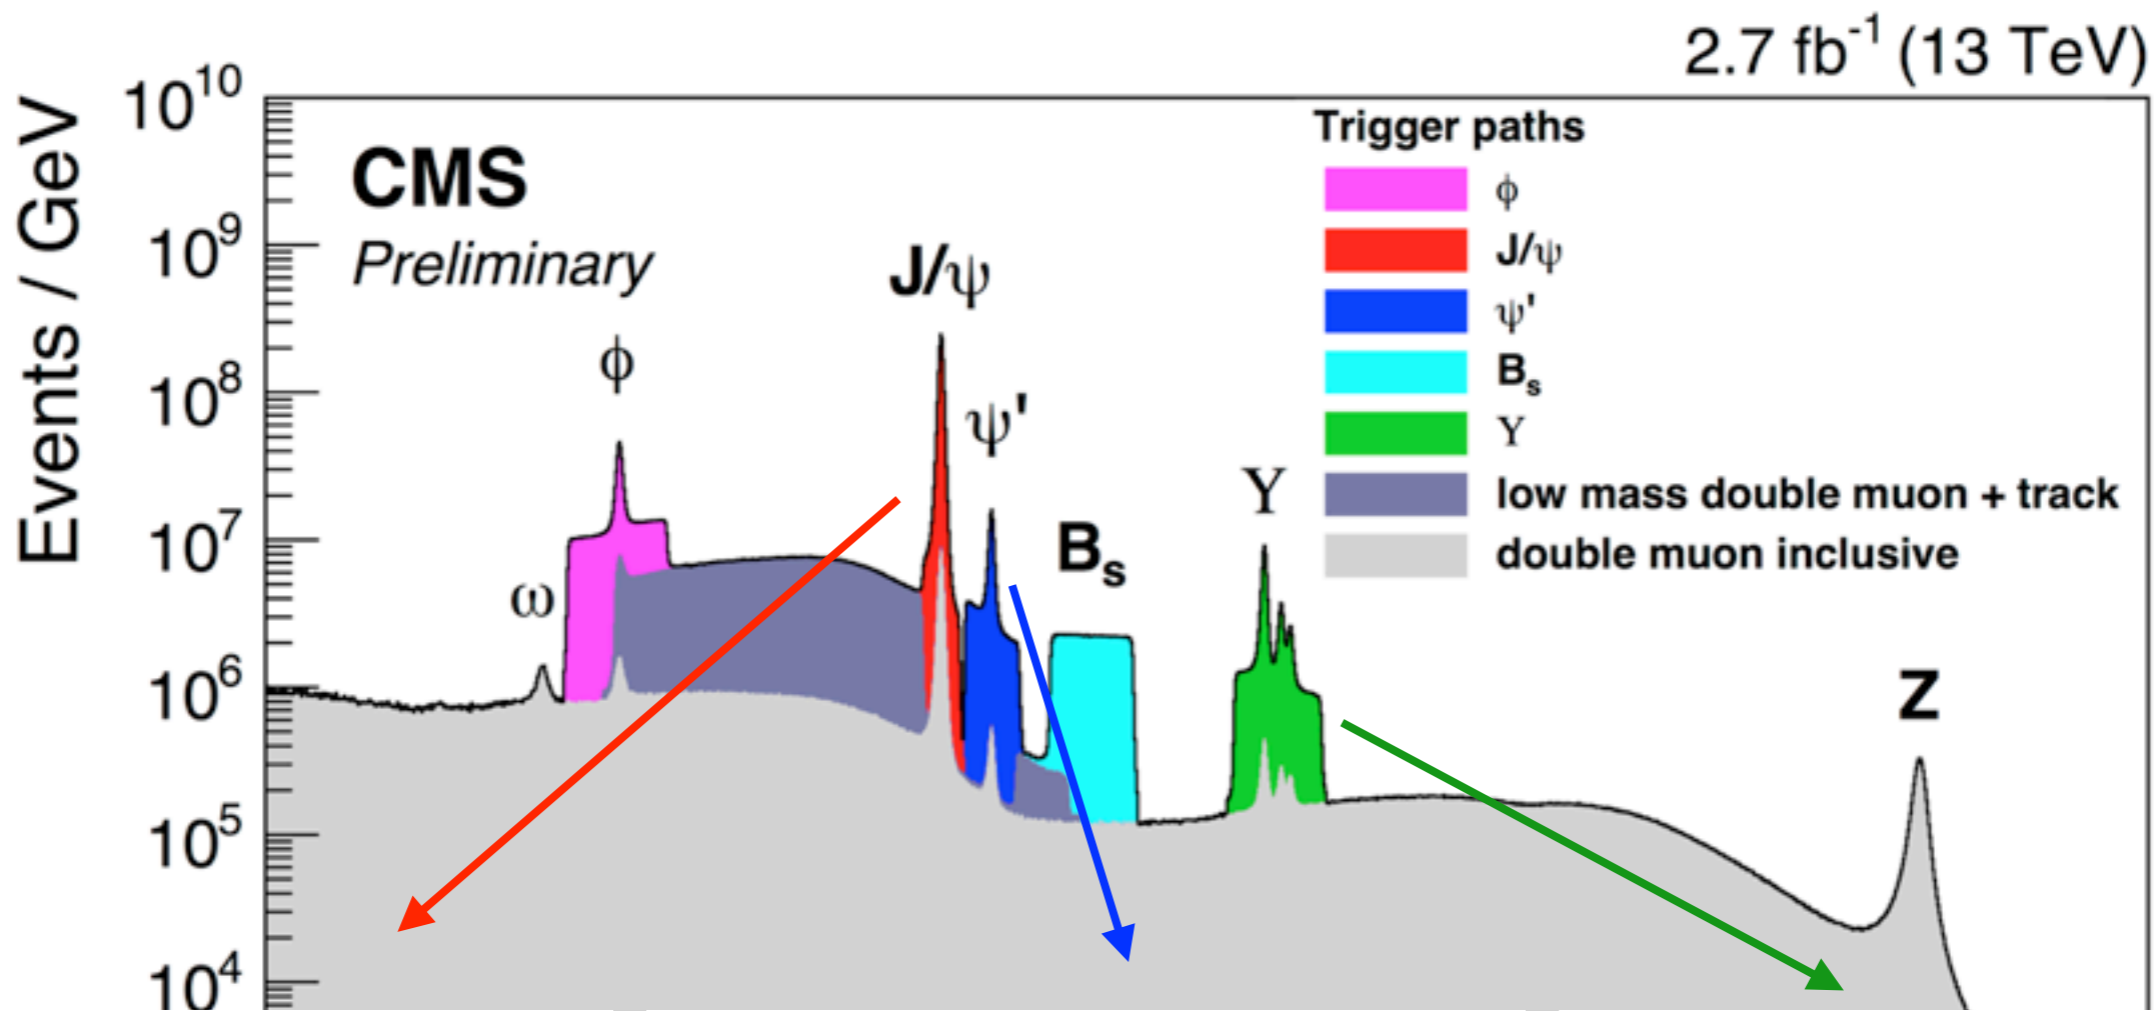 2.7 fb⁻¹ (13 TeV)
Events / GeV
10¹⁰
10⁹
10⁸
10⁷
10⁶
10⁵
10⁴
CMS
Preliminary
ω
ϕ
J/ψ
ψ'
Bₛ
Υ
Z
Trigger paths
ϕ
J/ψ
ψ'
Bₛ
Υ
low mass double muon + track
double muon inclusive